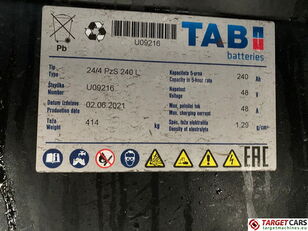 Pb
U09216
TAB
batteries
Tip
Type
24/4 PzS 240 L
Kapaciteta 5-urna
Capacity in 5-hour rate
240
Ah
Številka
Number
U09216
Napetost
Voltage
48
V
Datum izdelave
Production date
02.06.2021
Max. polnilni tok
Max. charging current
48
A
Teža
Weight
414
kg
Spec. teža elektrolita
Density of electrolyte
1,29
g/cm³
EAC
TARGET
CARS
www.targetmachines.eu